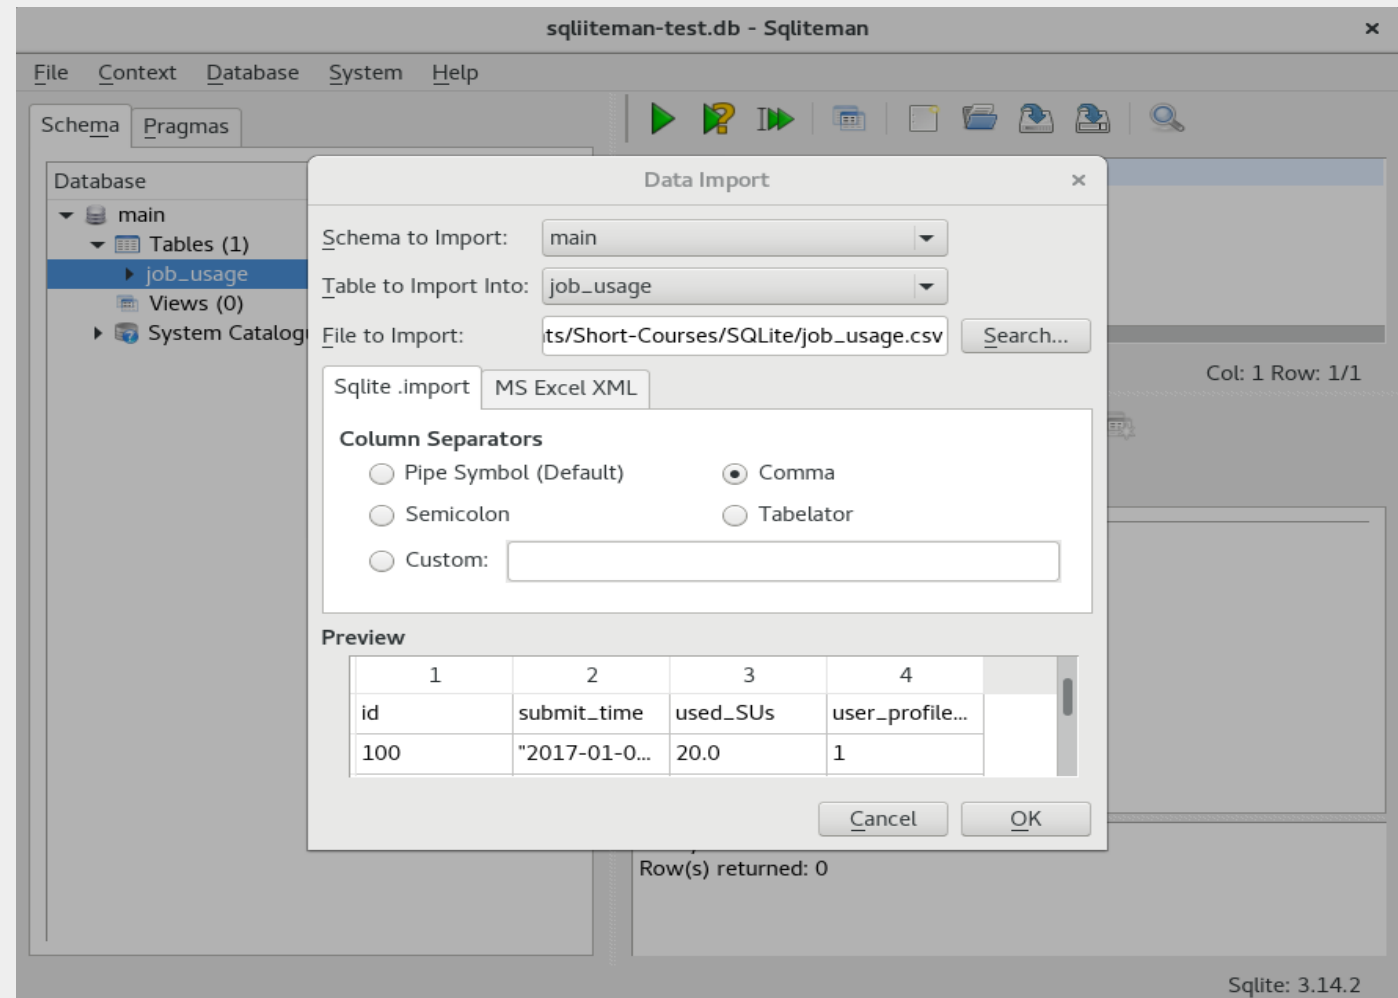 sqliiteman-test.db - Sqliteman
File Context Database System Help
Schema Pragmas
Database
main
Tables (1)
job_usage
Views (0)
System Catalog
Data Import
Schema to Import: main
Table to Import Into: job_usage
File to Import: ts/Short-Courses/SQLite/job_usage.csv Search...
Sqlite .import MS Excel XML
Column Separators
Pipe Symbol (Default) Comma
Semicolon Tabelator
Custom:
Preview
1 2 3 4
id submit_time used_SUs user_profile...
100 "2017-01-0... 20.0 1
Cancel OK
Col: 1 Row: 1/1
Row(s) returned: 0
Sqlite: 3.14.2